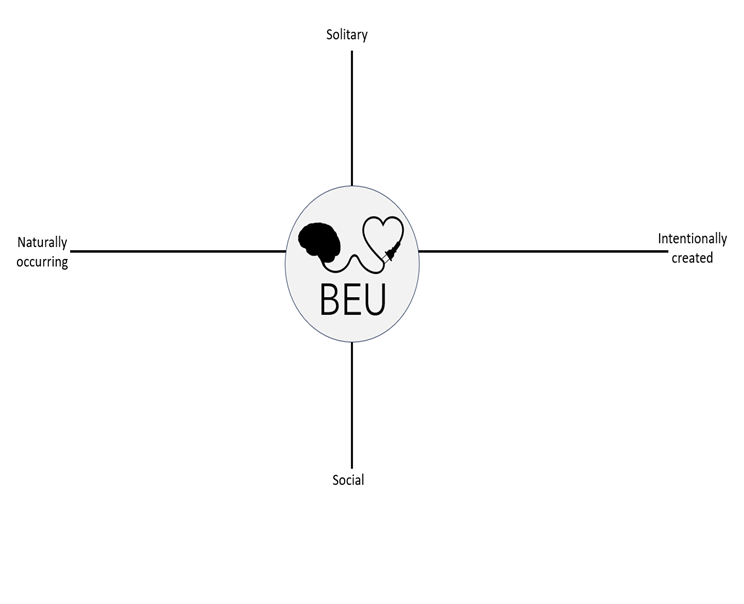 Solitary
Naturally
occurring
Intentionally
created
BEU
Social